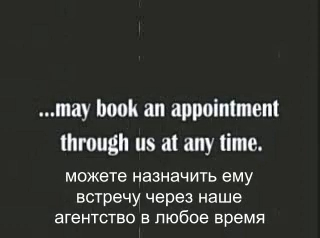 ...may book an appointment
through us at any time.
можете назначить ему
встречу через наше
агентство в любое время